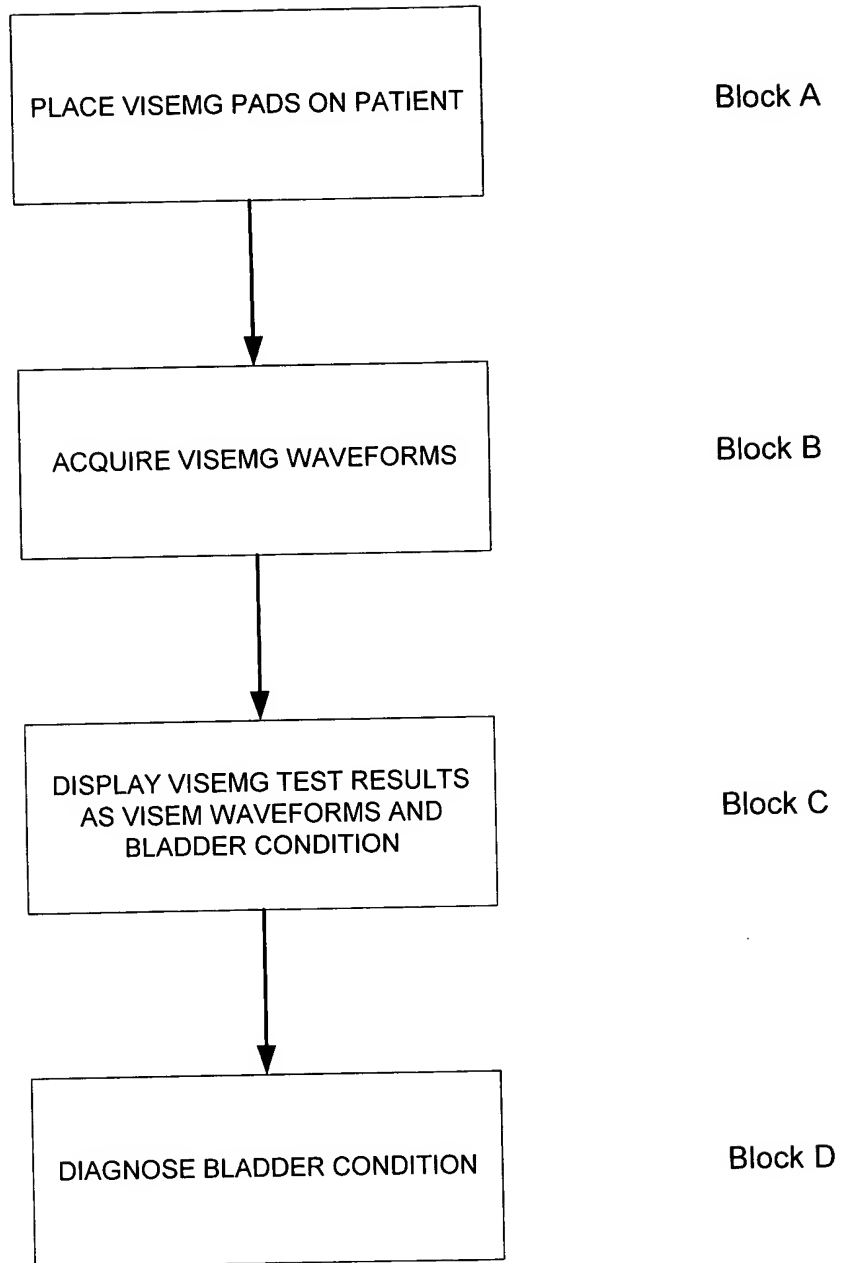 PLACE VISEMG PADS ON PATIENT
Block A
ACQUIRE VISEMG WAVEFORMS
Block B
DISPLAY VISEMG TEST RESULTS
AS VISEM WAVEFORMS AND
BLADDER CONDITION
Block C
DIAGNOSE BLADDER CONDITION
Block D